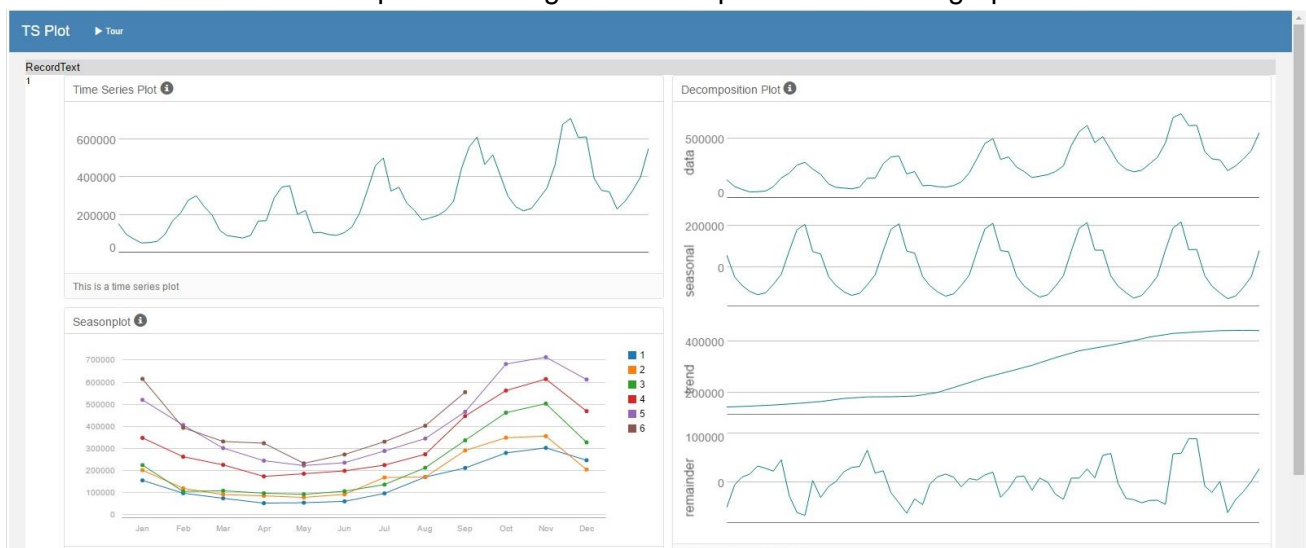 TS Plot Tour
RecordText
1
Time Series Plot
600000
400000
200000
0
This is a time series plot
Seasonplot
700000
600000
500000
400000
300000
200000
100000
0
Jan Feb Mar Apr May Jun Jul Aug Sep Oct Nov Dec
1
2
3
4
5
6
Decomposition Plot
data
500000
0
seasonal
200000
0
trend
400000
200000
remainder
100000
0